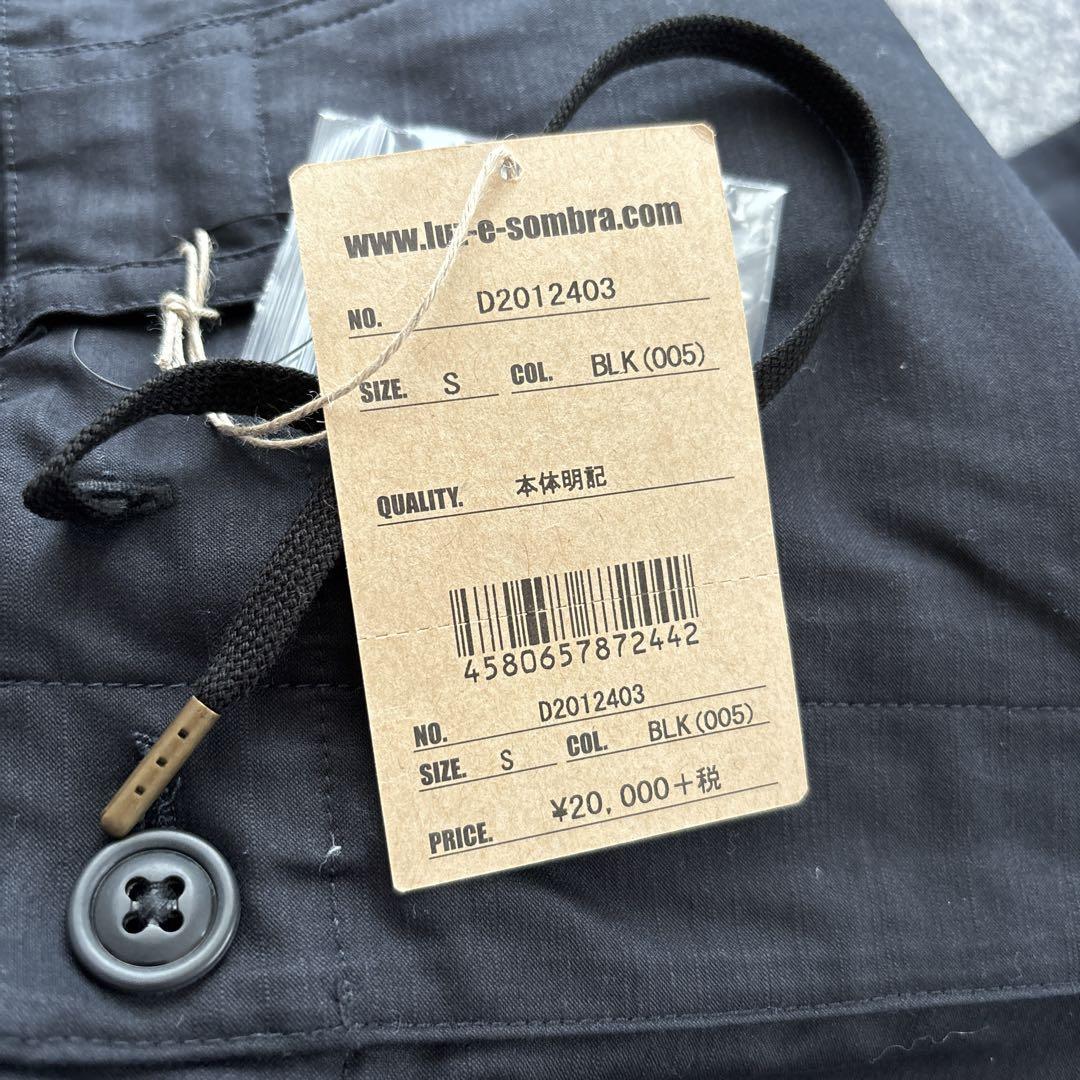 www.luz-e-sombra.com
NO. D2012403
SIZE. S COL. BLK(005)
QUALITY. 本体明記
4580657872442
NO. D2012403
SIZE. S COL. BLK(005)
PRICE. ¥20,000+税